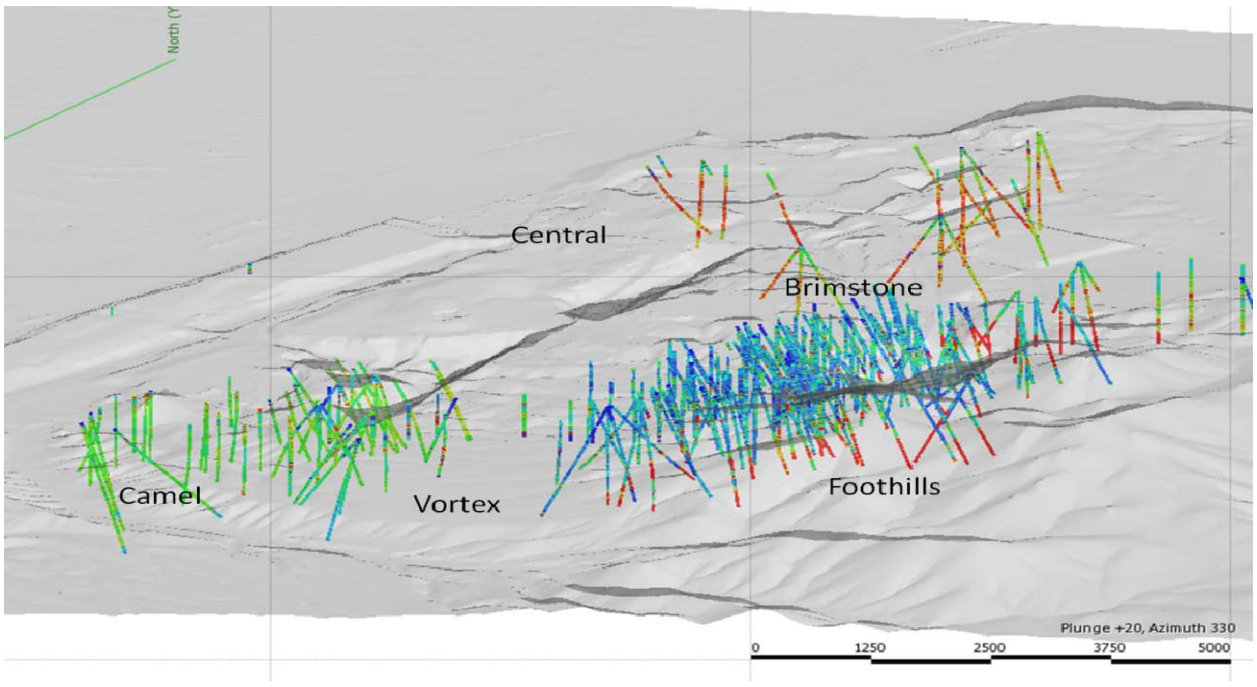 North (Y
Central
Brimstone
Foothills
Camel
Vortex
Plunge +20, Azimuth 330
0 1250 2500 3750 5000